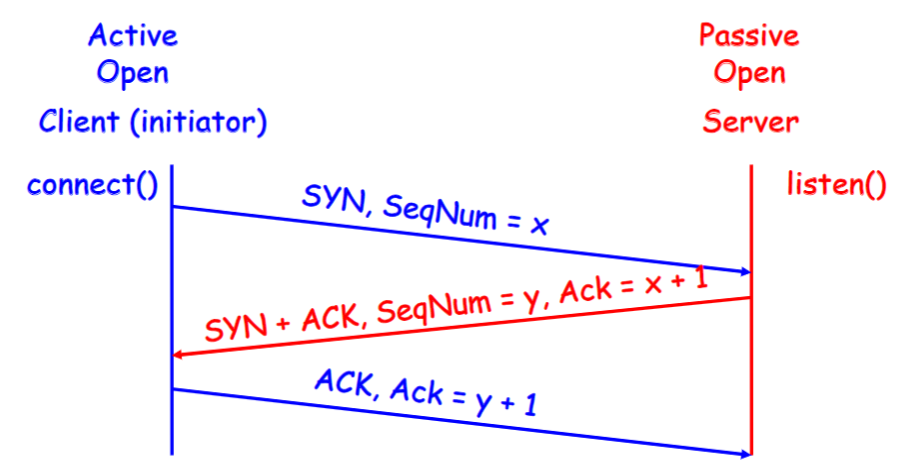 Active
Open
Client (initiator)
Passive
Open
Server
connect()
listen()
SYN, SeqNum = x
SYN + ACK, SeqNum = y, Ack = x + 1
ACK, Ack = y + 1